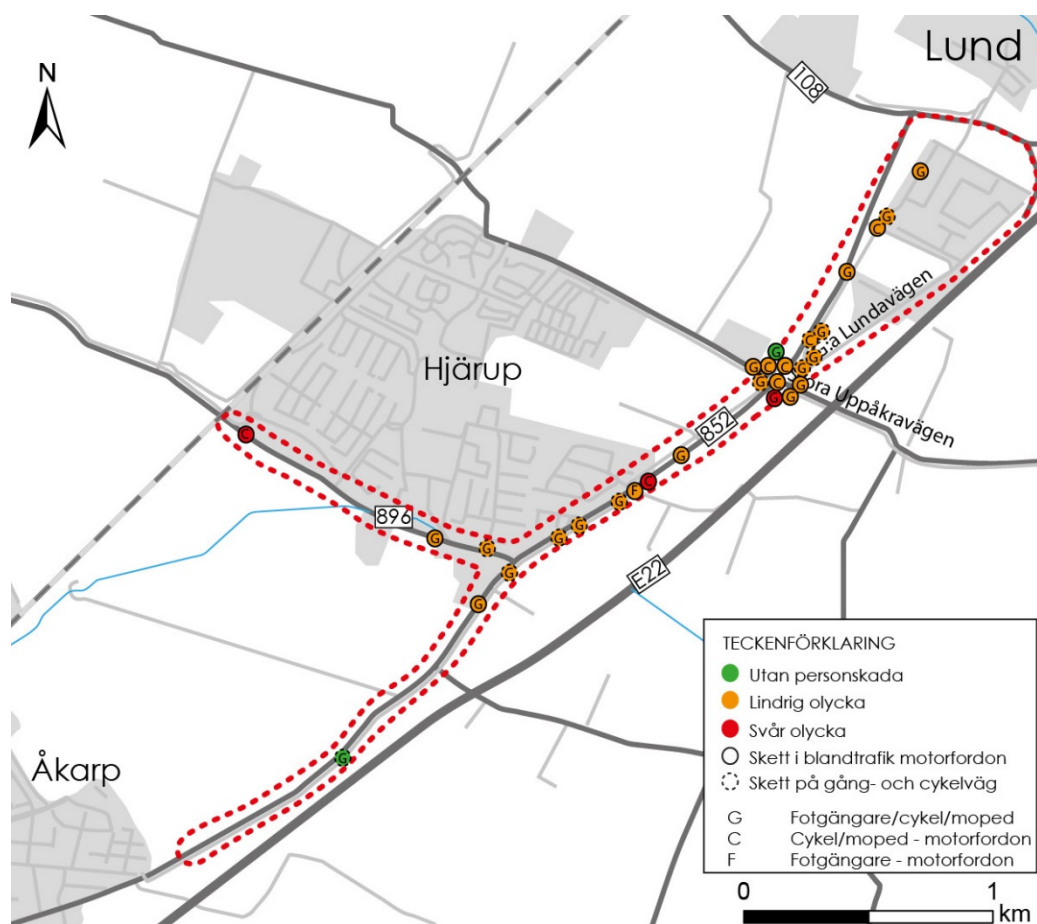 Lund
N
108
G
G
C
G
:a Lundavägen
G
C
G
G
G
C
C
G
G
C
G
G
G
Hjärup
ora Uppåkravägen
852
C
G
C
F
G
G
G
896
G
G
G
E22
G
G
Åkarp
TECKENFÖRKLARING
Utan personskada
Lindrig olycka
Svår olycka
Skett i blandtrafik motorfordon
Skett på gång- och cykelväg
G Fotgängare/cykel/moped
C Cykel/moped - motorfordon
F Fotgängare - motorfordon
0 1
km